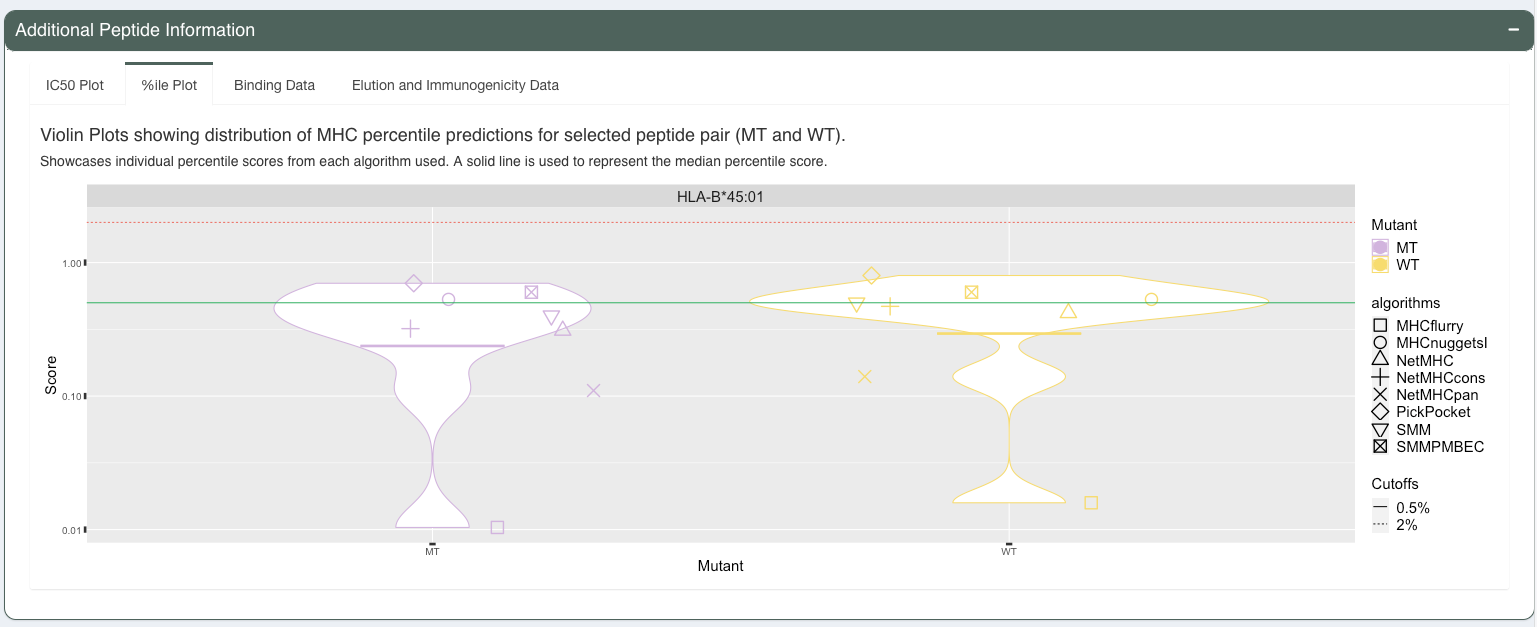 Additional Peptide Information
IC50 Plot
%ile Plot
Binding Data
Elution and Immunogenicity Data
Violin Plots showing distribution of MHC percentile predictions for selected peptide pair (MT and WT).
Showcases individual percentile scores from each algorithm used. A solid line is used to represent the median percentile score.
HLA-B*45:01
Score
1.00
0.10
0.01
MT
WT
Mutant
Mutant
MT
WT
algorithms
MHCflurry
MHCnuggetsI
NetMHC
NetMHCcons
NetMHCpan
PickPocket
SMM
SMMPMBEC
Cutoffs
0.5%
2%